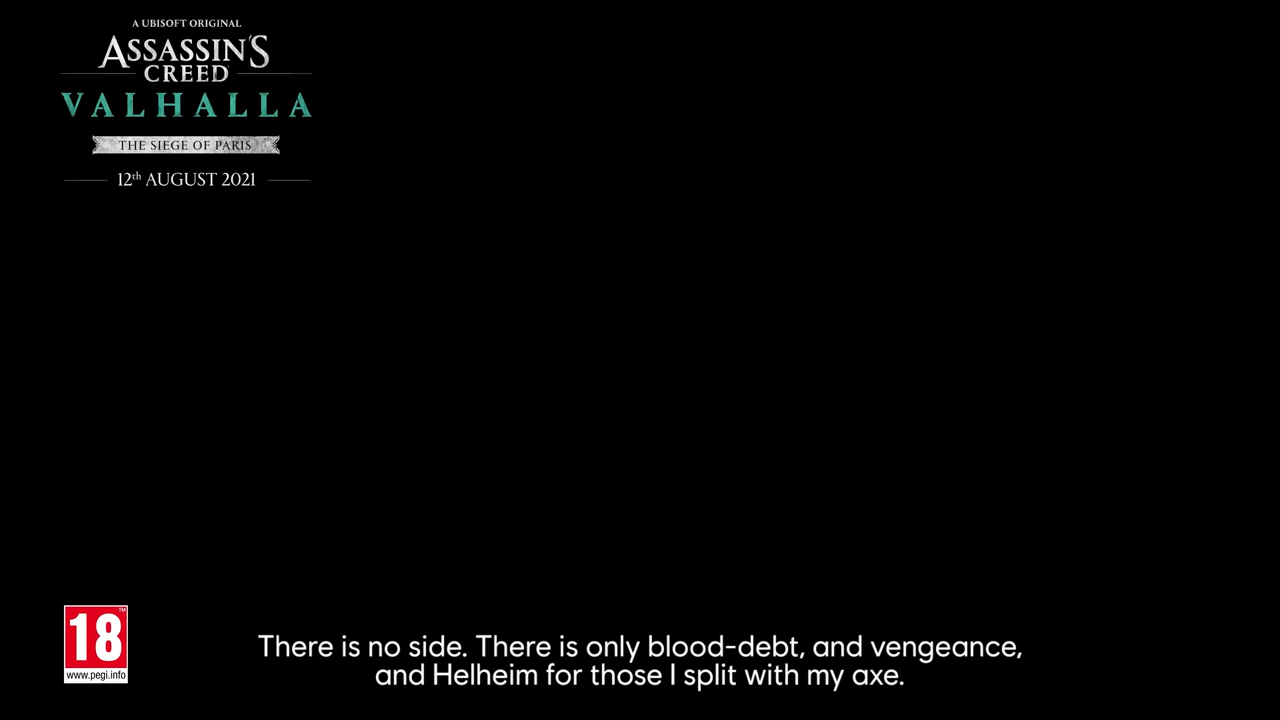 A UBISOFT ORIGINAL
ASSASSIN'S
CREED
VALHALLA
THE SIEGE OF PARIS
12th AUGUST 2021
18™
www.pegi.info
There is no side. There is only blood-debt, and vengeance,
and Helheim for those I split with my axe.